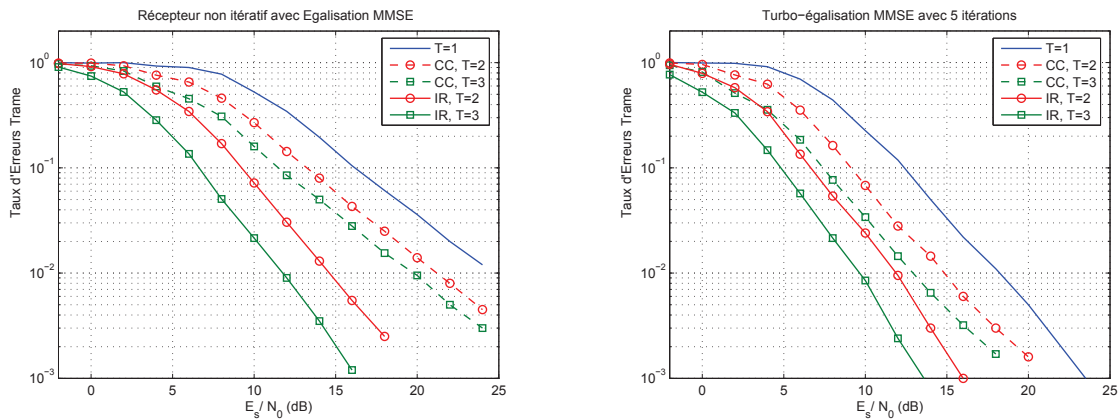 Récepteur non itératif avec Egalisation MMSE
10^0
10^-1
10^-2
10^-3
Taux d'Erreurs Trame
T=1
CC, T=2
CC, T=3
IR, T=2
IR, T=3
0 5 10 15 20 25
E_s/ N_0 (dB)
Turbo−égalisation MMSE avec 5 itérations
10^0
10^-1
10^-2
10^-3
Taux d'Erreurs Trame
T=1
CC, T=2
CC, T=3
IR, T=2
IR, T=3
0 5 10 15 20 25
E_s/ N_0 (dB)